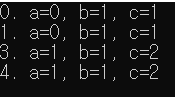 0. a=0, b=1, c=1
1. a=0, b=1, c=1
3. a=1, b=1, c=2
4. a=1, b=1, c=2